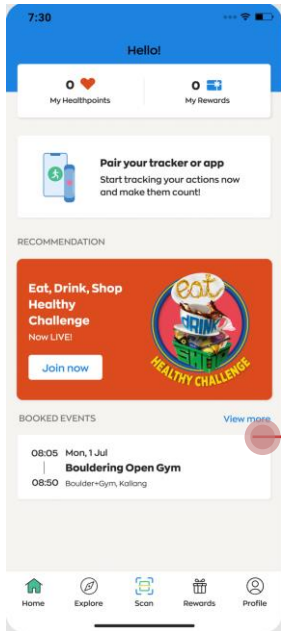 7:30
Hello!
0
My Healthpoints
0
My Rewards
Pair your tracker or app
Start tracking your actions now
and make them count!
RECOMMENDATION
Eat, Drink, Shop
Healthy
Challenge
Now LIVE!
Join now
eat
DRINK
SHOP
HEALTHY CHALLENGE
BOOKED EVENTS
View more
08:05 Mon, 1 Jul
Bouldering Open Gym
08:50 Boulder+Gym, Kallang
Home
Explore
Scan
Rewards
Profile